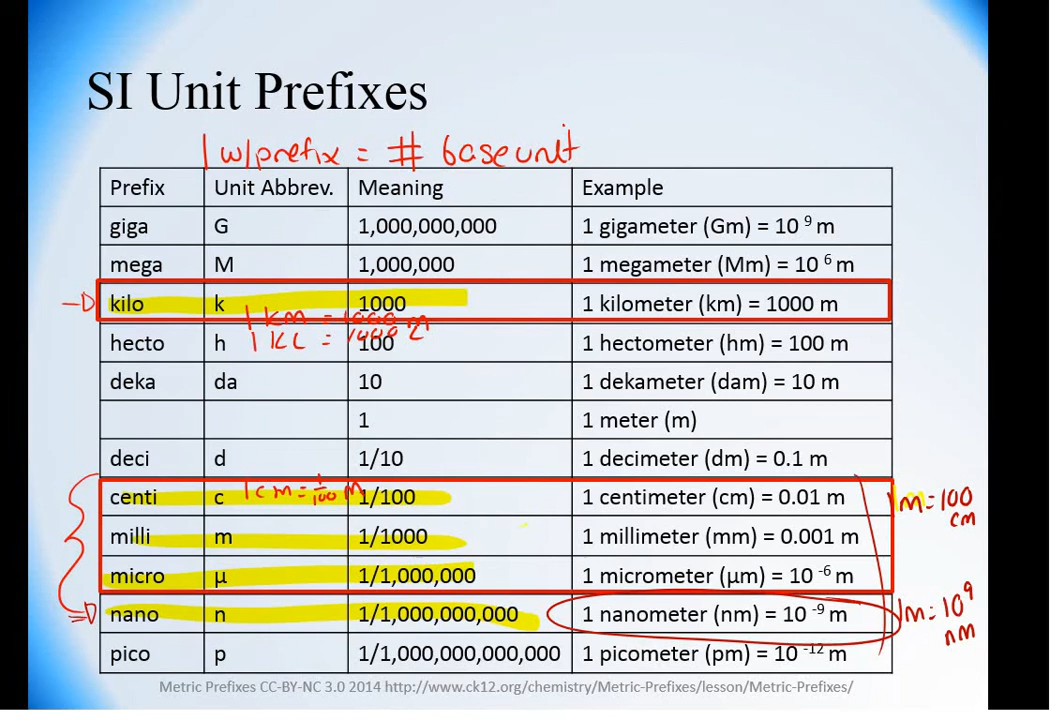 SI Unit Prefixes
1 w/prefix = # base unit
Prefix Unit Abbrev. Meaning Example
giga G 1,000,000,000 1 gigameter (Gm) = 10 9 m
mega M 1,000,000 1 megameter (Mm) = 10 6 m
kilo k 1000 1 kilometer (km) = 1000 m
1 km = 1000 m
1 KL = 1000 L
hecto h 100 1 hectometer (hm) = 100 m
deka da 10 1 dekameter (dam) = 10 m
1 1 meter (m)
deci d 1/10 1 decimeter (dm) = 0.1 m
centi c 1cm = 1/100 m 1/100 1 centimeter (cm) = 0.01 m 1m = 100
cm
milli m 1/1000 1 millimeter (mm) = 0.001 m
micro µ 1/1,000,000 1 micrometer (µm) = 10 -6 m
nano n 1/1,000,000,000 1 nanometer (nm) = 10 -9 m 1m = 10 9
nm
pico p 1/1,000,000,000,000 1 picometer (pm) = 10 -12 m
Metric Prefixes CC-BY-NC 3.0 2014 http://www.ck12.org/chemistry/Metric-Prefixes/lesson/Metric-Prefixes/